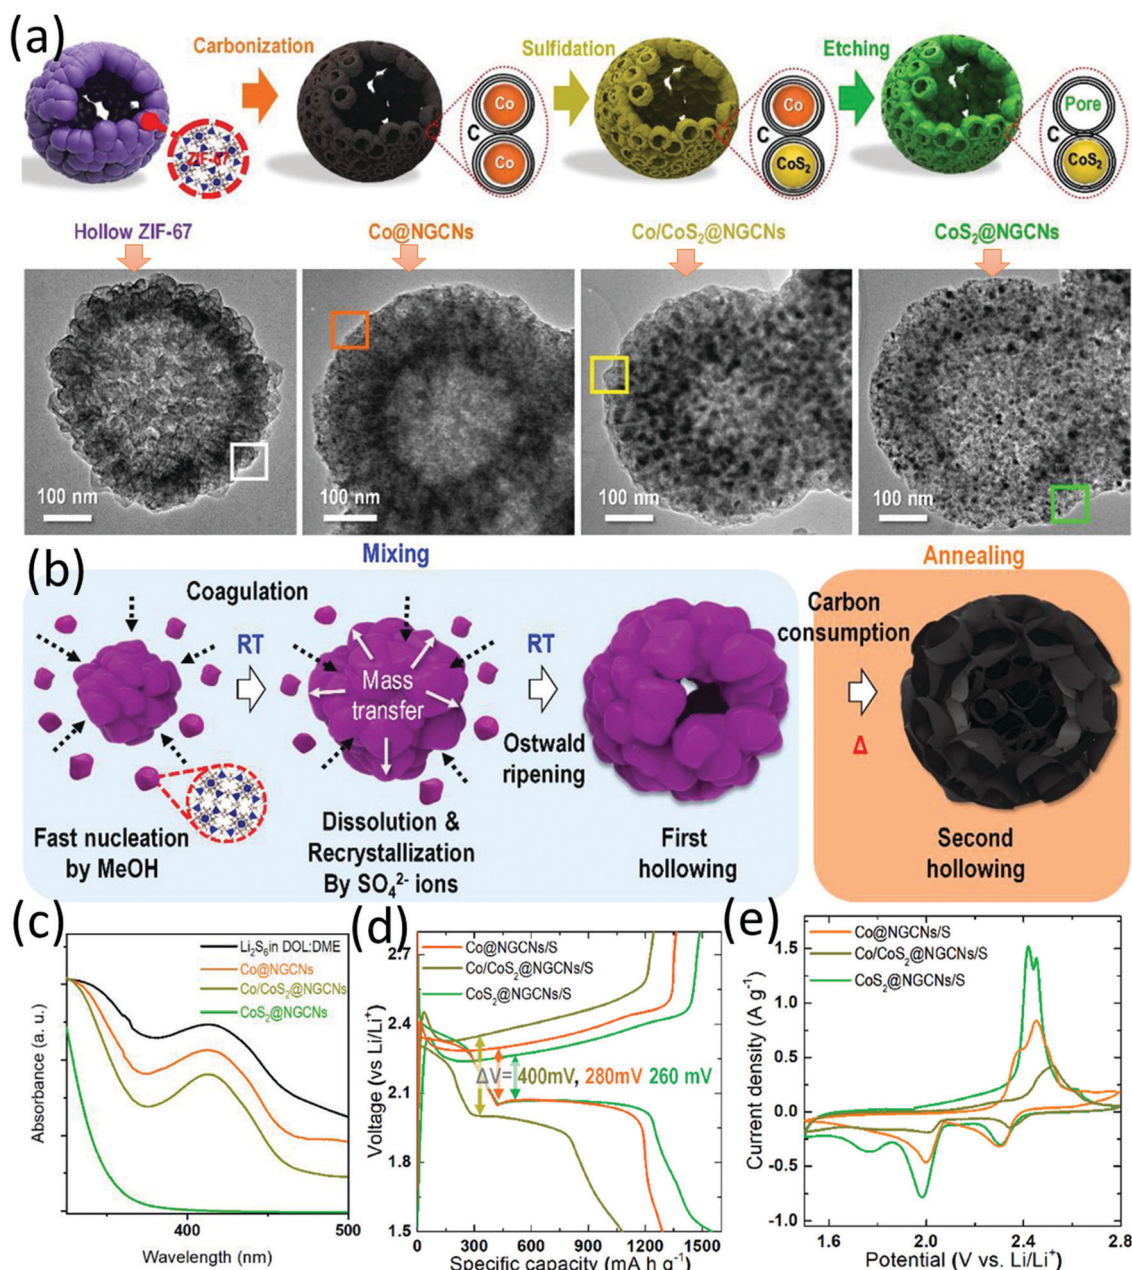 (a)
Carbonization
Sulfidation
Etching
ZIF-67
C
Co
Co
C
Co
CoS₂
C
Pore
CoS₂
Hollow ZIF-67
Co@NGCNs
Co/CoS₂@NGCNs
CoS₂@NGCNs
100 nm
100 nm
100 nm
100 nm
(b)
Mixing
Annealing
Coagulation
RT
Mass
transfer
RT
Ostwald
ripening
Carbon
consumption
Δ
Fast nucleation
by MeOH
Dissolution &
Recrystallization
By SO₄²⁻ ions
First
hollowing
Second
hollowing
(c)
Li₂S₆in DOL:DME
Co@NGCNs
Co/CoS₂@NGCNs
CoS₂@NGCNs
Absorbance (a. u.)
400
500
Wavelength (nm)
(d)
Co@NGCNs/S
Co/CoS₂@NGCNs/S
CoS₂@NGCNs/S
ΔV= 400mV, 280mV 260 mV
Voltage (vs Li/Li⁺)
2.7
2.4
2.1
1.8
1.5
0
300
600
900
1200
1500
Specific capacity (mA h g⁻¹)
(e)
Co@NGCNs/S
Co/CoS₂@NGCNs/S
CoS₂@NGCNs/S
Current density (A g⁻¹)
1.5
1.0
0.5
0.0
-0.5
-1.0
1.6
2.0
2.4
2.8
Potential (V vs. Li/Li⁺)